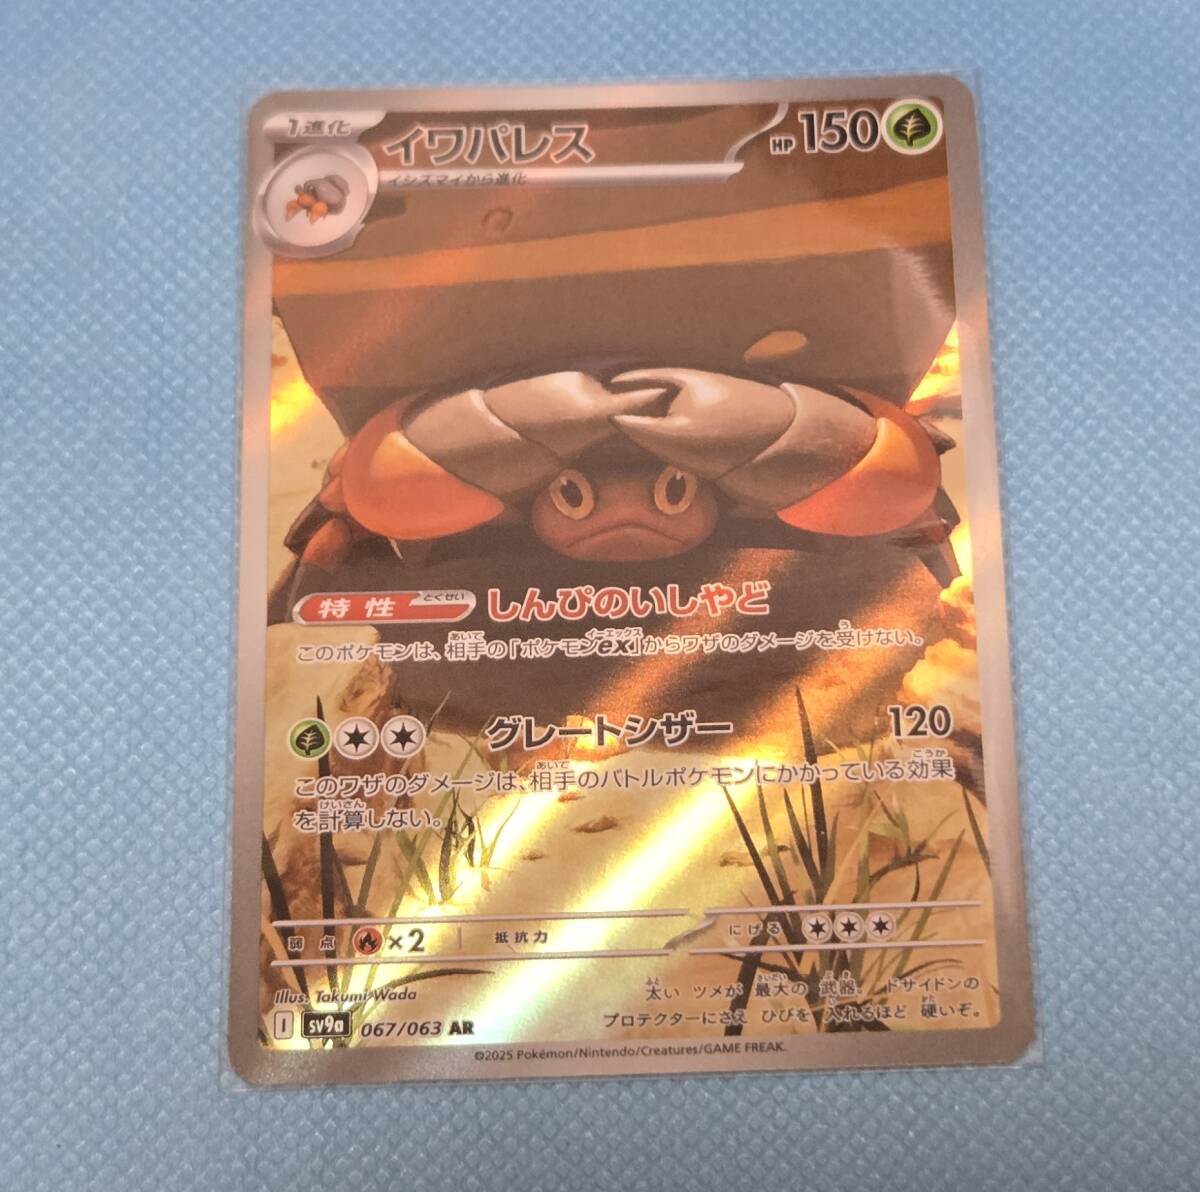 1進化
イワパレス
HP 150
イシズマイから進化
特性 とくせい しんぴのいしやど
このポケモンは、相手の「ポケモンex」からワザのダメージを受けない。
グレートシザー 120
このワザのダメージは、相手のバトルポケモンにかかっている効果
を計算しない。
弱点 ×2 抵抗力 にげる
Illus. Takumi Wada
太い ツメが 最大の 武器。 ドサイドンの
プロテクターにさえ ひびを 入れるほど 硬いぞ。
I sv9a 067/063 AR
©2025 Pokémon/Nintendo/Creatures/GAME FREAK.